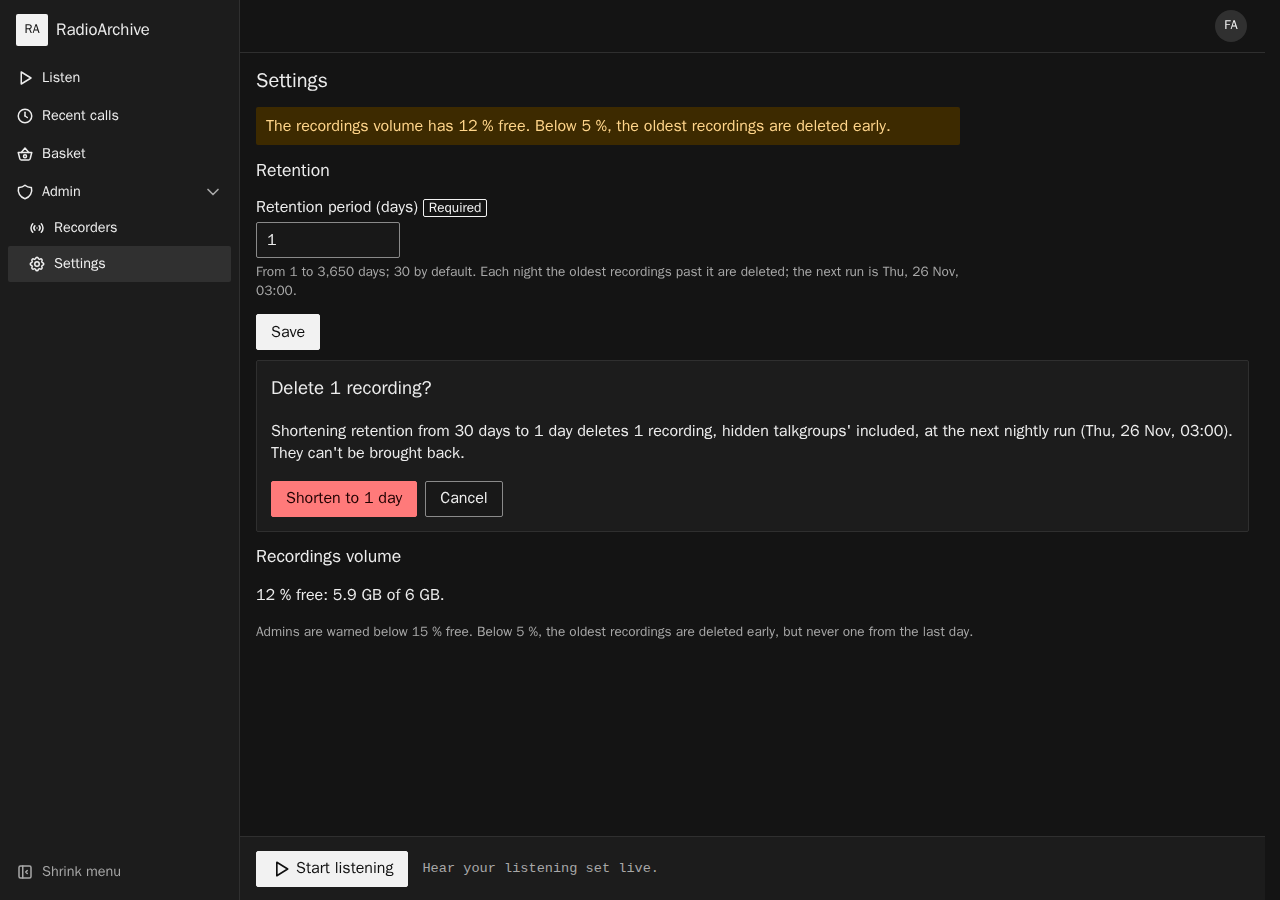 RA RadioArchive
FA
Listen
Recent calls
Basket
Admin
Recorders
Settings
Shrink menu
Settings
The recordings volume has 12 % free. Below 5 %, the oldest recordings are deleted early.
Retention
Retention period (days) Required
1
From 1 to 3,650 days; 30 by default. Each night the oldest recordings past it are deleted; the next run is Thu, 26 Nov,
03:00.
Save
Delete 1 recording?
Shortening retention from 30 days to 1 day deletes 1 recording, hidden talkgroups' included, at the next nightly run (Thu, 26 Nov, 03:00).
They can't be brought back.
Shorten to 1 day Cancel
Recordings volume
12 % free: 5.9 GB of 6 GB.
Admins are warned below 15 % free. Below 5 %, the oldest recordings are deleted early, but never one from the last day.
Start listening Hear your listening set live.